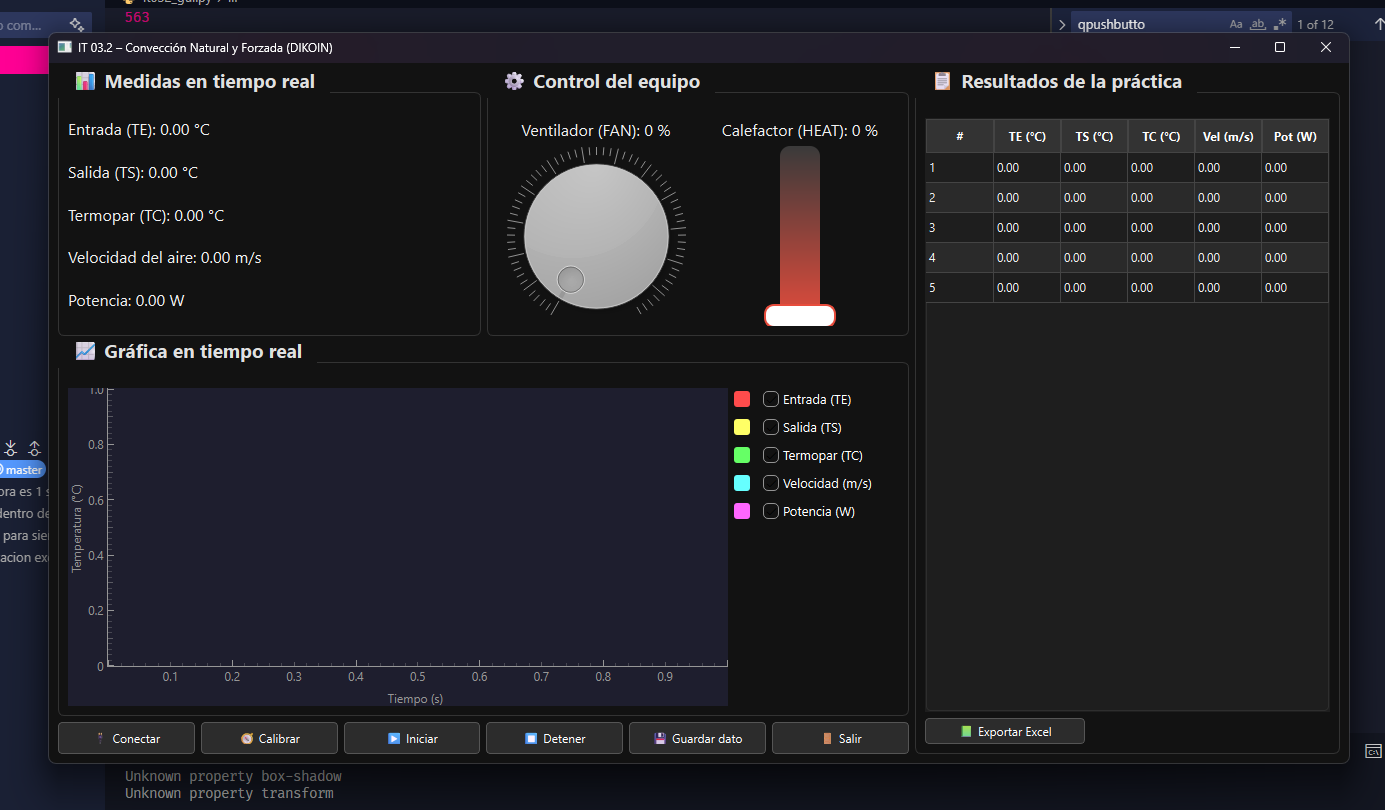 563
qpushbutto
Aa
ab
1 of 12
IT 03.2 – Convección Natural y Forzada (DIKOIN)
Medidas en tiempo real
Entrada (TE): 0.00 °C
Salida (TS): 0.00 °C
Termopar (TC): 0.00 °C
Velocidad del aire: 0.00 m/s
Potencia: 0.00 W
Control del equipo
Ventilador (FAN): 0 %
Calefactor (HEAT): 0 %
Resultados de la práctica
# TE (°C) TS (°C) TC (°C) Vel (m/s) Pot (W)
1 0.00 0.00 0.00 0.00 0.00
2 0.00 0.00 0.00 0.00 0.00
3 0.00 0.00 0.00 0.00 0.00
4 0.00 0.00 0.00 0.00 0.00
5 0.00 0.00 0.00 0.00 0.00
Gráfica en tiempo real
1.0
0.8
0.6
0.4
0.2
0
Temperatura (°C)
0.1 0.2 0.3 0.4 0.5 0.6 0.7 0.8 0.9
Tiempo (s)
Entrada (TE)
Salida (TS)
Termopar (TC)
Velocidad (m/s)
Potencia (W)
Conectar
Calibrar
Iniciar
Detener
Guardar dato
Salir
Exportar Excel
master
ora es 1 s
dentro de
para sie
acion ex
Unknown property box-shadow
Unknown property transform